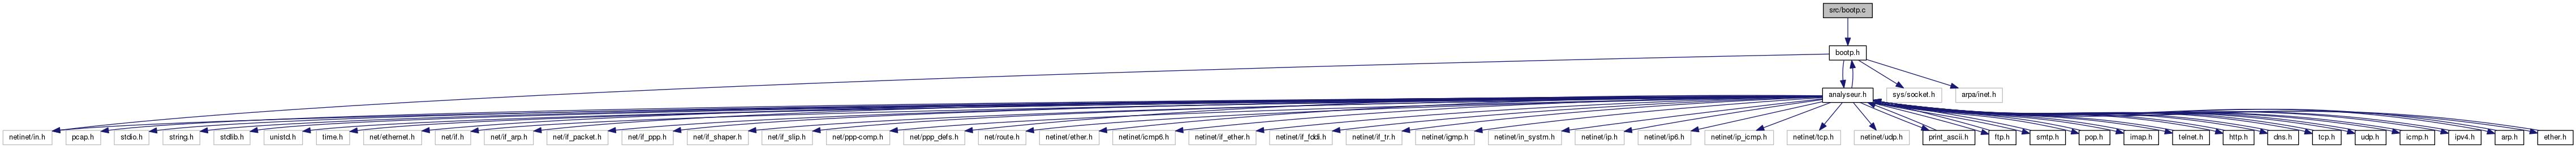 src/bootp.c
bootp.h
analyseur.h
sys/socket.h
arpa/inet.h
netinet/in.h
pcap.h
stdio.h
string.h
stdlib.h
unistd.h
time.h
net/ethernet.h
net/if.h
net/if_arp.h
net/if_packet.h
net/if_ppp.h
net/if_shaper.h
net/if_slip.h
net/ppp-comp.h
net/ppp_defs.h
net/route.h
netinet/ether.h
netinet/icmp6.h
netinet/if_ether.h
netinet/if_fddi.h
netinet/if_tr.h
netinet/igmp.h
netinet/in_systm.h
netinet/ip.h
netinet/ip6.h
netinet/ip_icmp.h
netinet/tcp.h
netinet/udp.h
print_ascii.h
ftp.h
smtp.h
pop.h
imap.h
telnet.h
http.h
dns.h
tcp.h
udp.h
icmp.h
ipv4.h
arp.h
ether.h